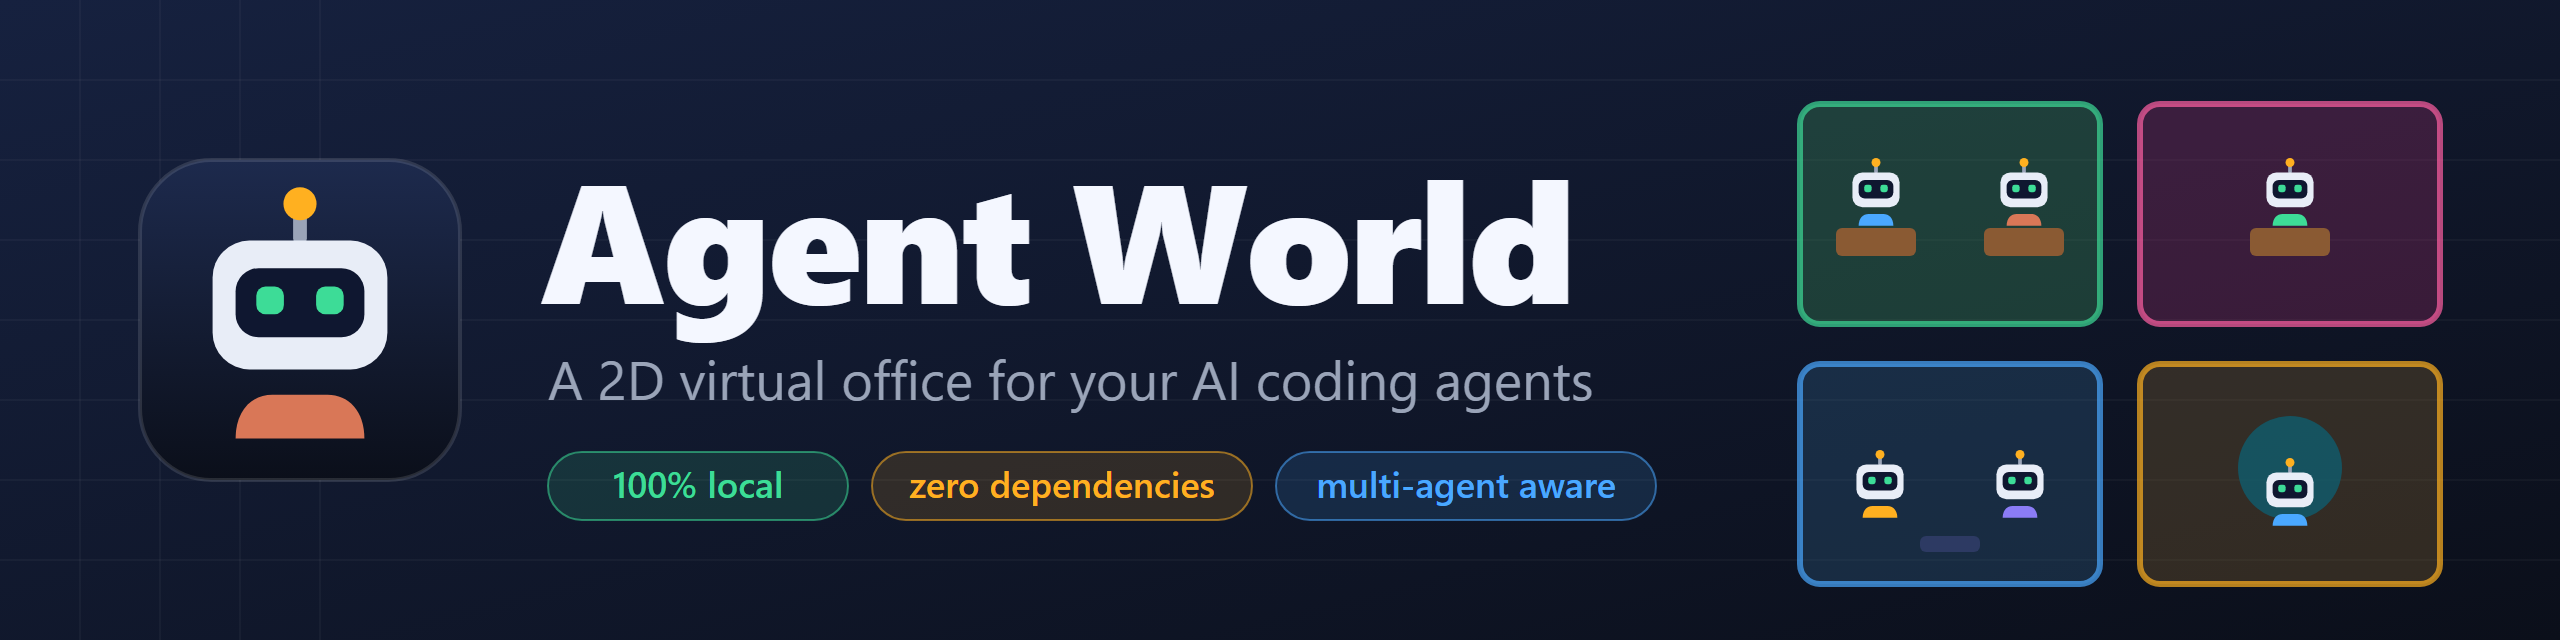 Agent World
A 2D virtual office for your AI coding agents
100% local
zero dependencies
multi-agent aware